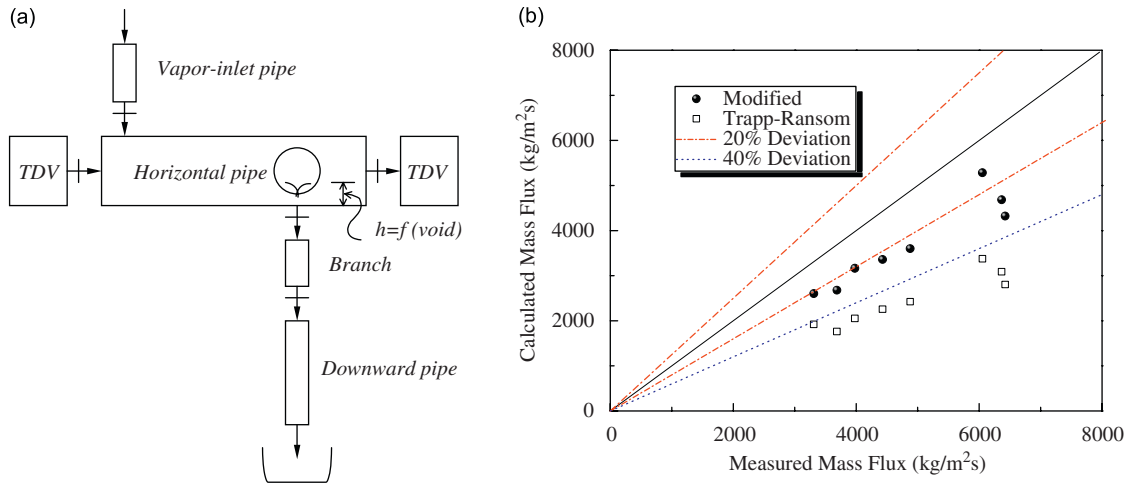 (a)
Vapor-inlet pipe
TDV
Horizontal pipe
TDV
h=f (void)
Branch
Downward pipe
(b)
8000
6000
4000
2000
0
Calculated Mass Flux (kg/m²s)
Modified
Trapp-Ransom
20% Deviation
40% Deviation
0
2000
4000
6000
8000
Measured Mass Flux (kg/m²s)